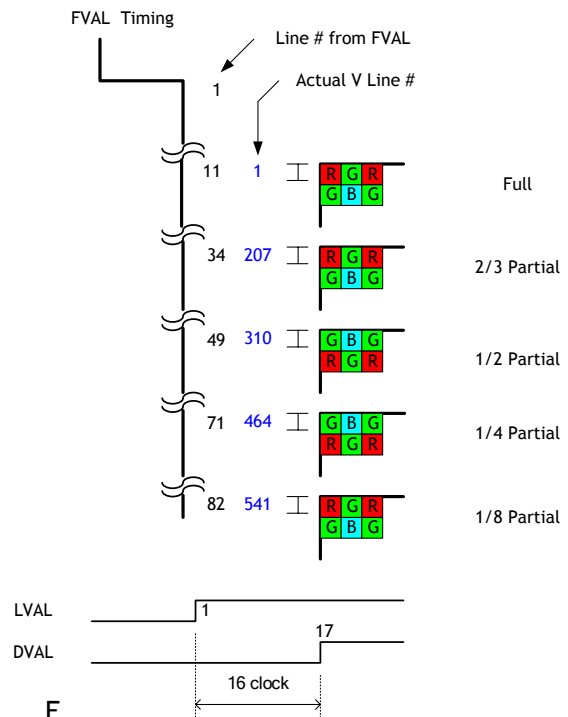 FVAL Timing
Line # from FVAL
1
Actual V Line #
11 1 R G R Full
G B G
34 207 R G R 2/3 Partial
G B G
49 310 G B G 1/2 Partial
R G R
71 464 G B G 1/4 Partial
R G R
82 541 R G R 1/8 Partial
G B G
LVAL 1
DVAL 17
16 clock
F